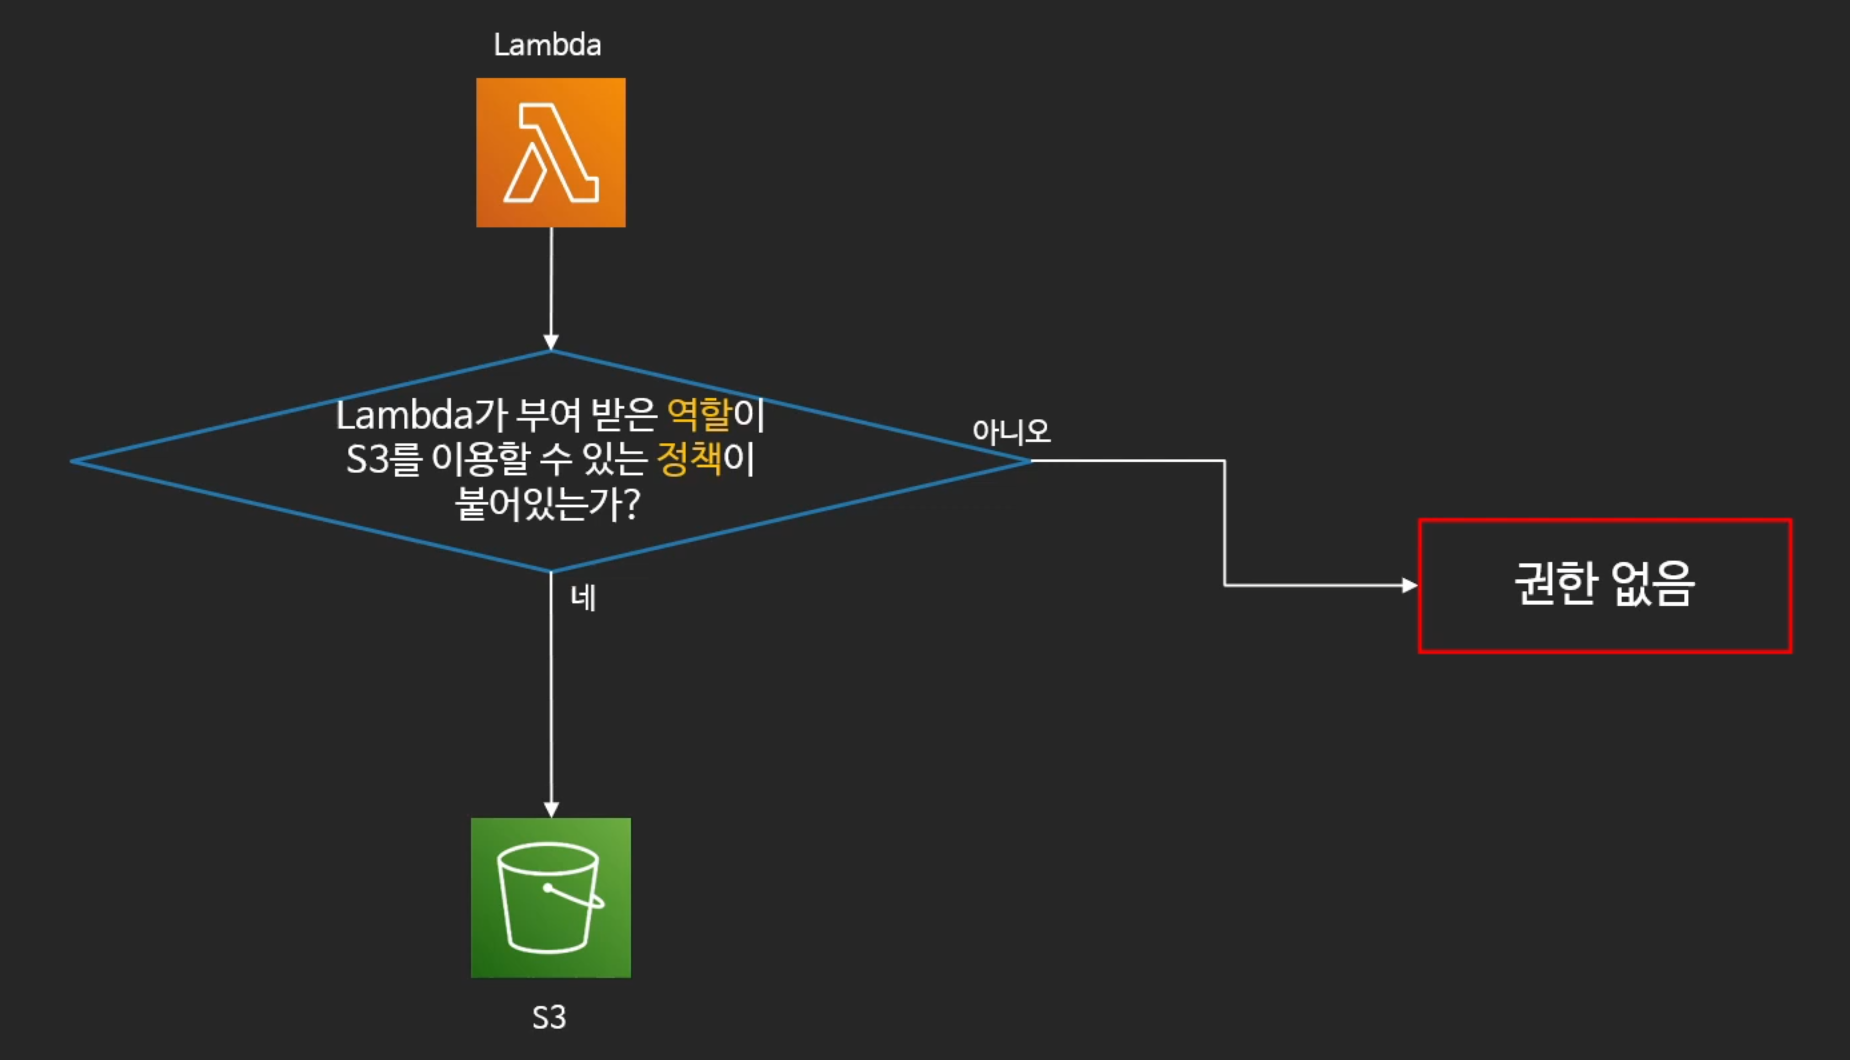 Lambda
Lambda가 부여 받은 역할이
S3를 이용할 수 있는 정책이
붙어있는가?
아니오
권한 없음
네
S3